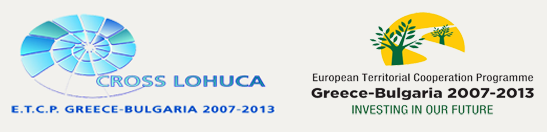 CROSS LOHUCA
E.T.C.P. GREECE-BULGARIA 2007-2013
European Territorial Cooperation Programme
Greece-Bulgaria 2007-2013
INVESTING IN OUR FUTURE